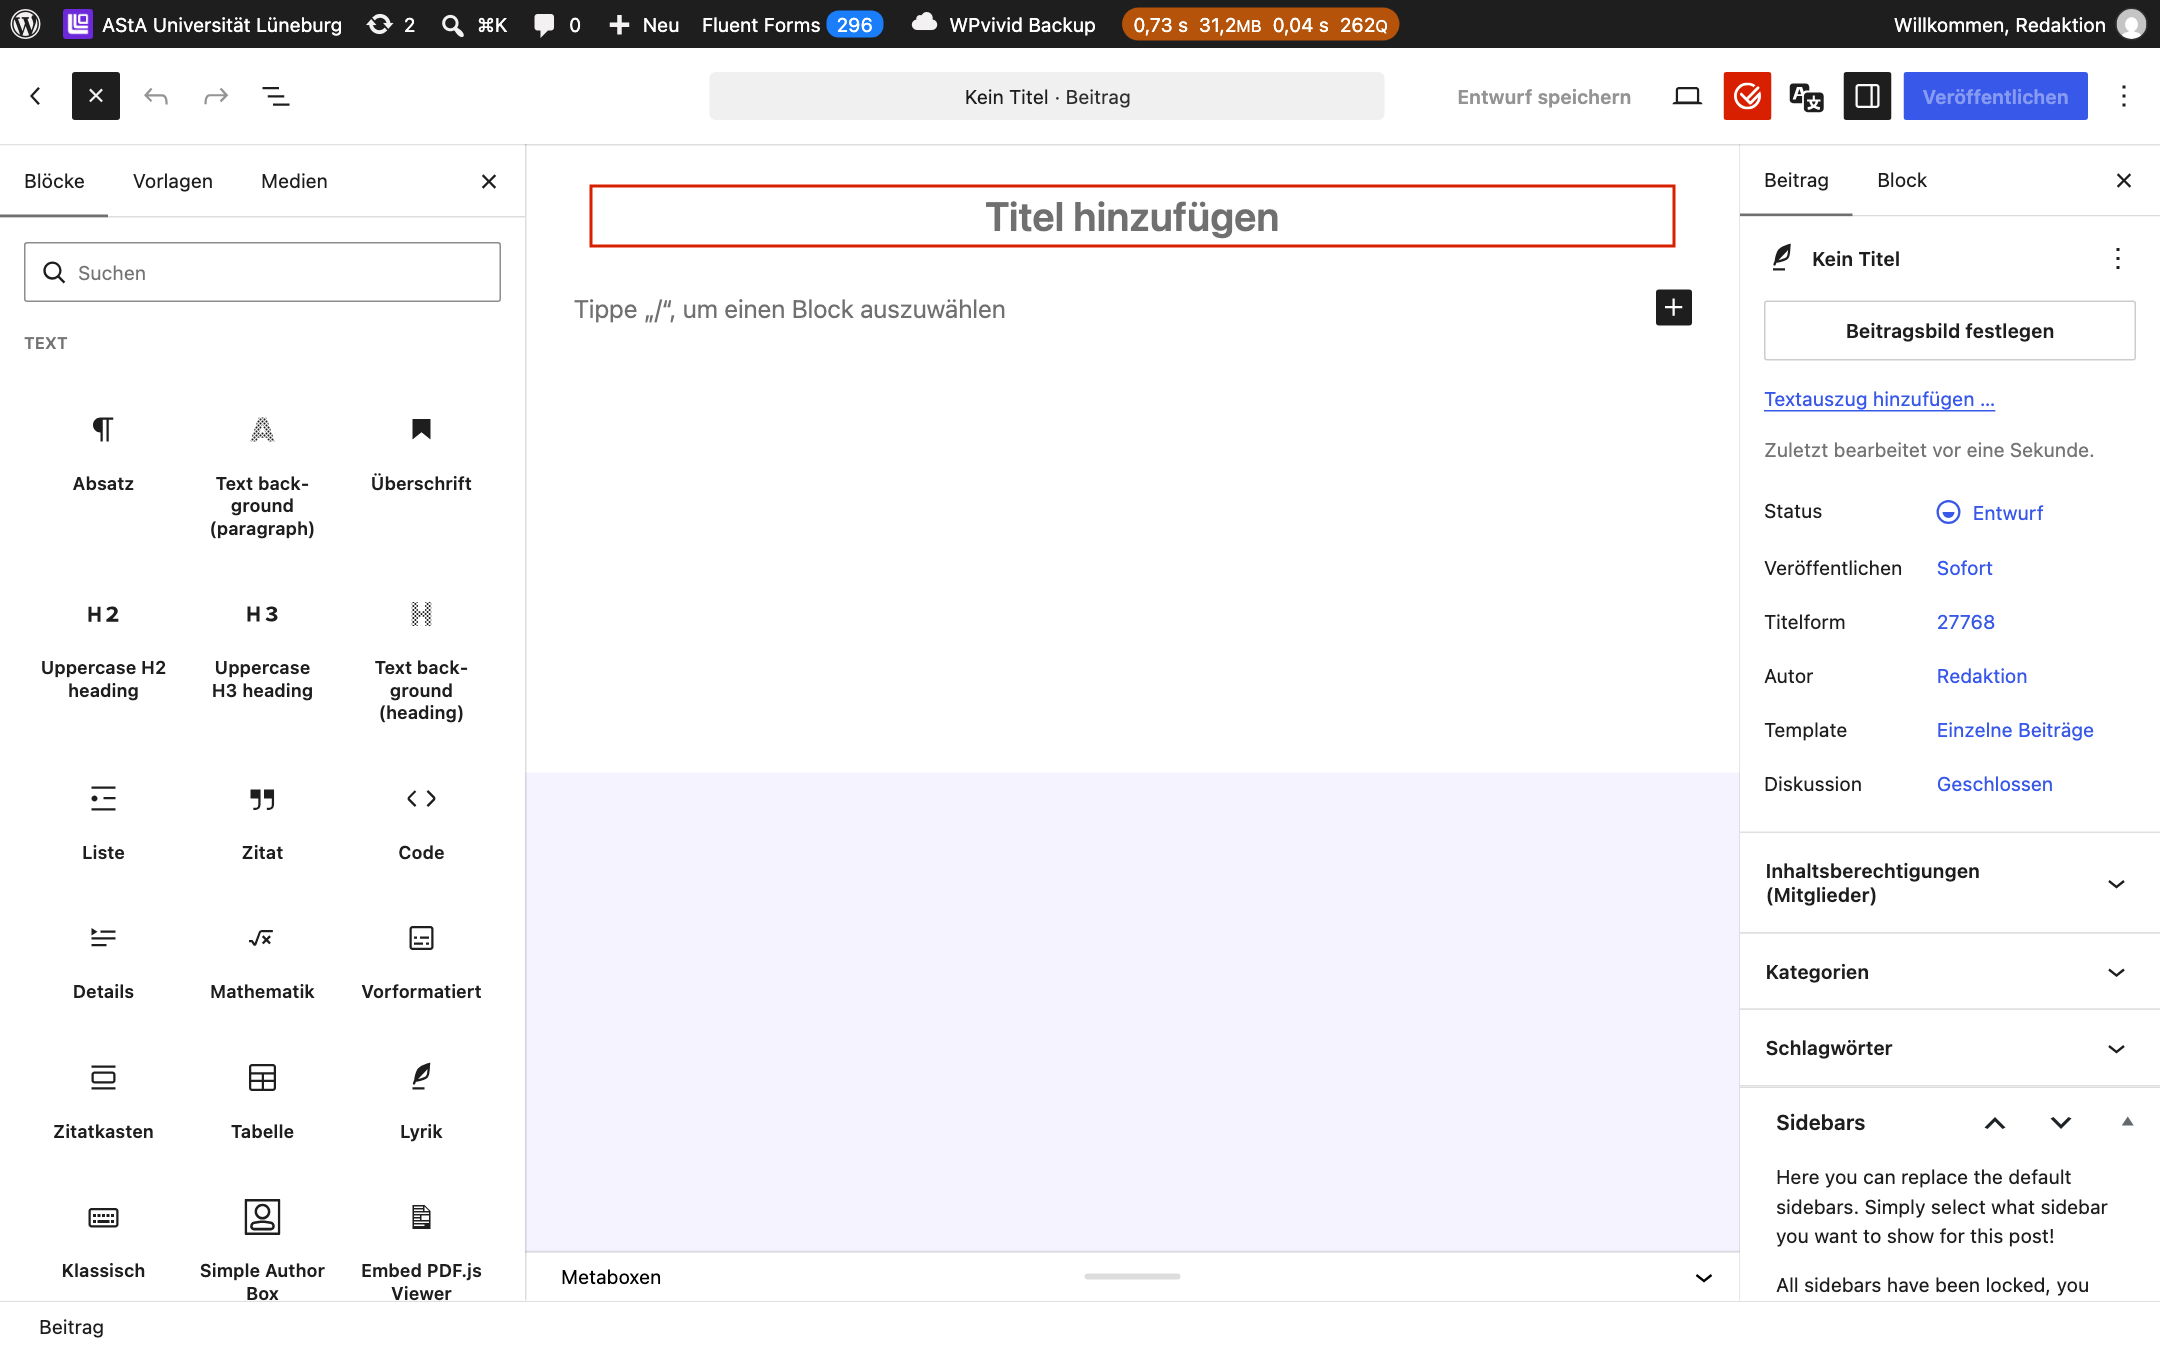 AStA Universität Lüneburg 2 ⌘K 0 Neu Fluent Forms 296 WPvivid Backup 0,73 s 31,2MB 0,04 s 262Q Willkommen, Redaktion
Kein Titel · Beitrag Entwurf speichern Veröffentlichen
Blöcke Vorlagen Medien
Suchen
TEXT
Absatz
Text back-
ground
(paragraph)
Überschrift
H2
Uppercase H2
heading
H3
Uppercase
H3 heading
H
Text back-
ground
(heading)
Liste
Zitat
Code
Details
Mathematik
Vorformatiert
Zitatkasten
Tabelle
Lyrik
Klassisch
Simple Author
Box
Embed PDF.js
Viewer
Titel hinzufügen
Tippe „/“, um einen Block auszuwählen
Metaboxen
Beitrag Block
Kein Titel
Beitragsbild festlegen
Textauszug hinzufügen ...
Zuletzt bearbeitet vor eine Sekunde.
Status Entwurf
Veröffentlichen Sofort
Titelform 27768
Autor Redaktion
Template Einzelne Beiträge
Diskussion Geschlossen
Inhaltsberechtigungen
(Mitglieder)
Kategorien
Schlagwörter
Sidebars
Here you can replace the default
sidebars. Simply select what sidebar
you want to show for this post!
All sidebars have been locked, you
Beitrag